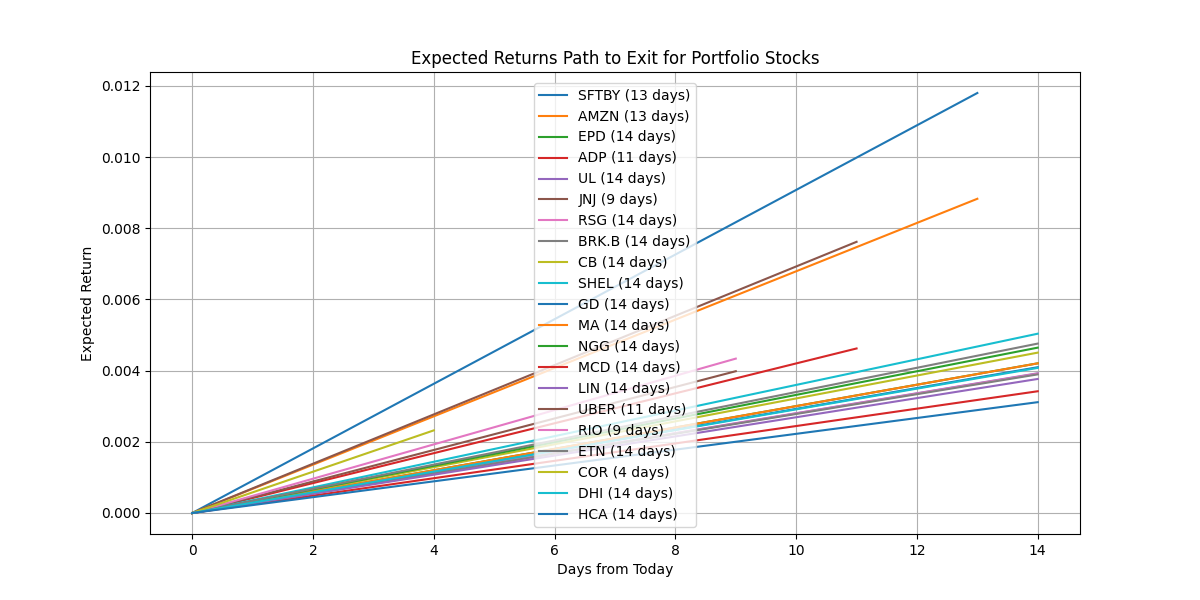 Expected Returns Path to Exit for Portfolio Stocks
0.012
0.010
0.008
0.006
0.004
0.002
0.000
Expected Return
SFTBY (13 days)
AMZN (13 days)
EPD (14 days)
ADP (11 days)
UL (14 days)
JNJ (9 days)
RSG (14 days)
BRK.B (14 days)
CB (14 days)
SHEL (14 days)
GD (14 days)
MA (14 days)
NGG (14 days)
MCD (14 days)
LIN (14 days)
UBER (11 days)
RIO (9 days)
ETN (14 days)
COR (4 days)
DHI (14 days)
HCA (14 days)
0 2 4 6 8 10 12 14
Days from Today